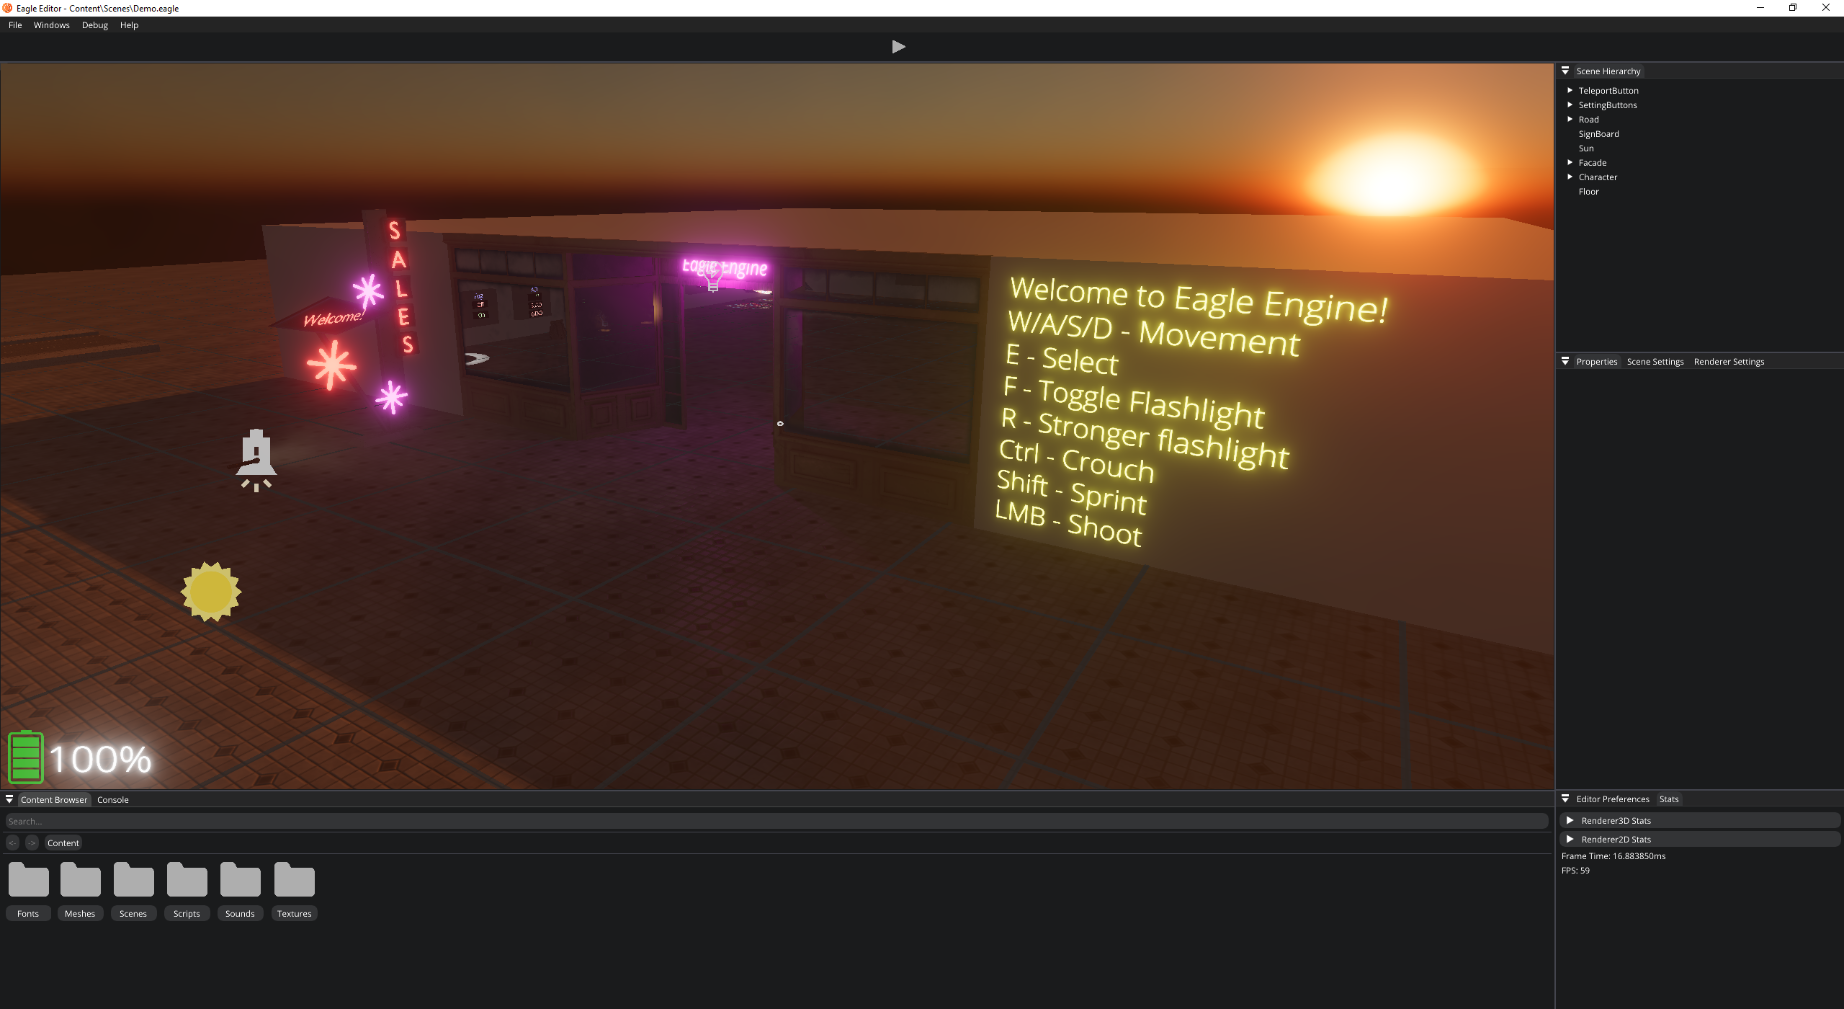 Eagle Editor - Content\Scenes\Demo.eagle
File Windows Debug Help
Scene Hierarchy
TeleportButton
SettingButtons
Road
SignBoard
Sun
Facade
Character
Floor
SALES
Welcome!
Eagle Engine
Welcome to Eagle Engine!
W/A/S/D - Movement
E - Select
F - Toggle Flashlight
R - Stronger flashlight
Ctrl - Crouch
Shift - Sprint
LMB - Shoot
100%
Properties Scene Settings Renderer Settings
Content Browser Console
Search...
<- -> Content
Fonts Meshes Scenes Scripts Sounds Textures
Editor Preferences Stats
Renderer3D Stats
Renderer2D Stats
Frame Time: 16.883850ms
FPS: 59